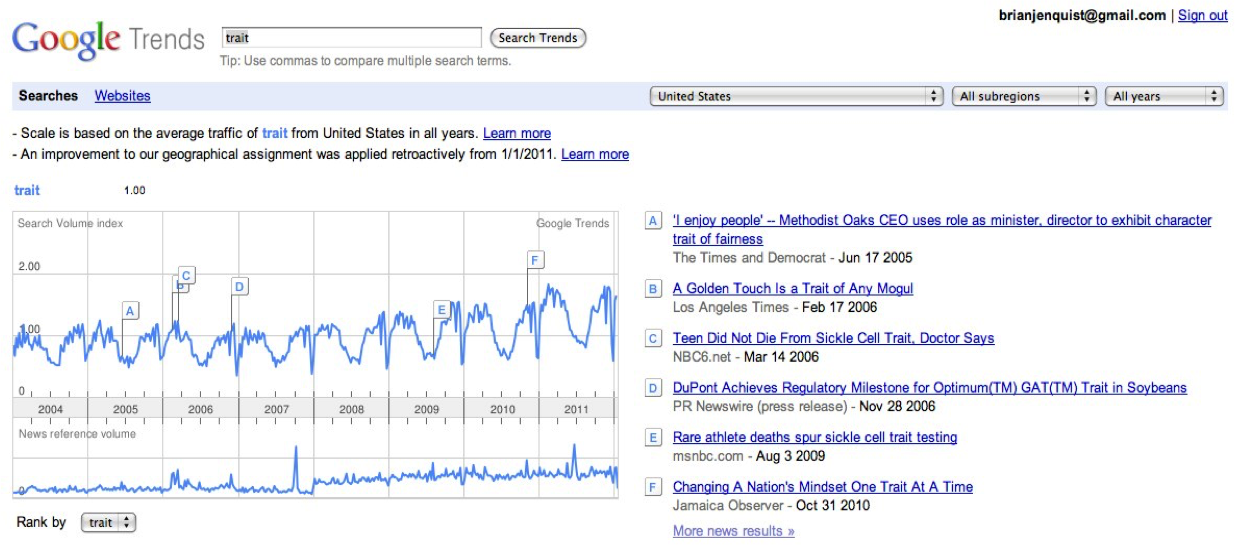 brianjenquist@gmail.com | Sign out
Google Trends trait Search Trends
Tip: Use commas to compare multiple search terms.
Searches Websites United States All subregions All years
- Scale is based on the average traffic of trait from United States in all years. Learn more
- An improvement to our geographical assignment was applied retroactively from 1/1/2011. Learn more
trait 1.00
Search Volume index Google Trends
2.00
1.00
0
A
B
C
D
E
F
2004 2005 2006 2007 2008 2009 2010 2011
News reference volume
0
Rank by trait
A 'I enjoy people' -- Methodist Oaks CEO uses role as minister, director to exhibit character
trait of fairness
The Times and Democrat - Jun 17 2005
B A Golden Touch Is a Trait of Any Mogul
Los Angeles Times - Feb 17 2006
C Teen Did Not Die From Sickle Cell Trait, Doctor Says
NBC6.net - Mar 14 2006
D DuPont Achieves Regulatory Milestone for Optimum(TM) GAT(TM) Trait in Soybeans
PR Newswire (press release) - Nov 28 2006
E Rare athlete deaths spur sickle cell trait testing
msnbc.com - Aug 3 2009
F Changing A Nation's Mindset One Trait At A Time
Jamaica Observer - Oct 31 2010
More news results »